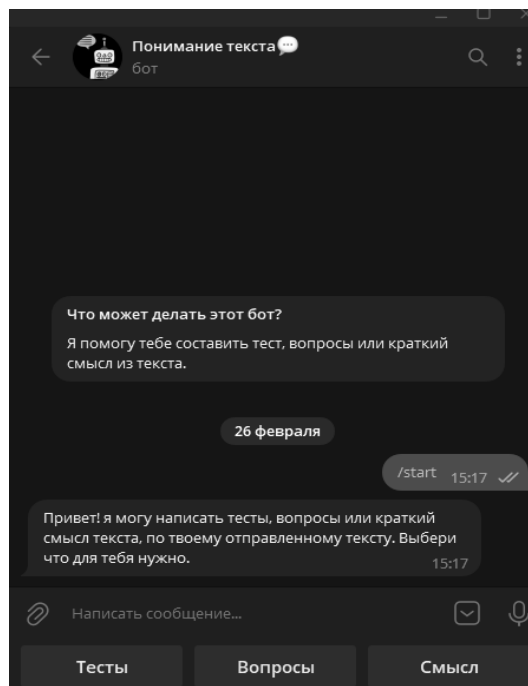 Понимание текста💬
бот
Что может делать этот бот?
Я помогу тебе составить тест, вопросы или краткий
смысл из текста.
26 февраля
/start 15:17
Привет! я могу написать тесты, вопросы или краткий
смысл текста, по твоему отправленному тексту. Выбери
что для тебя нужно.
15:17
Написать сообщение...
Тесты Вопросы Смысл